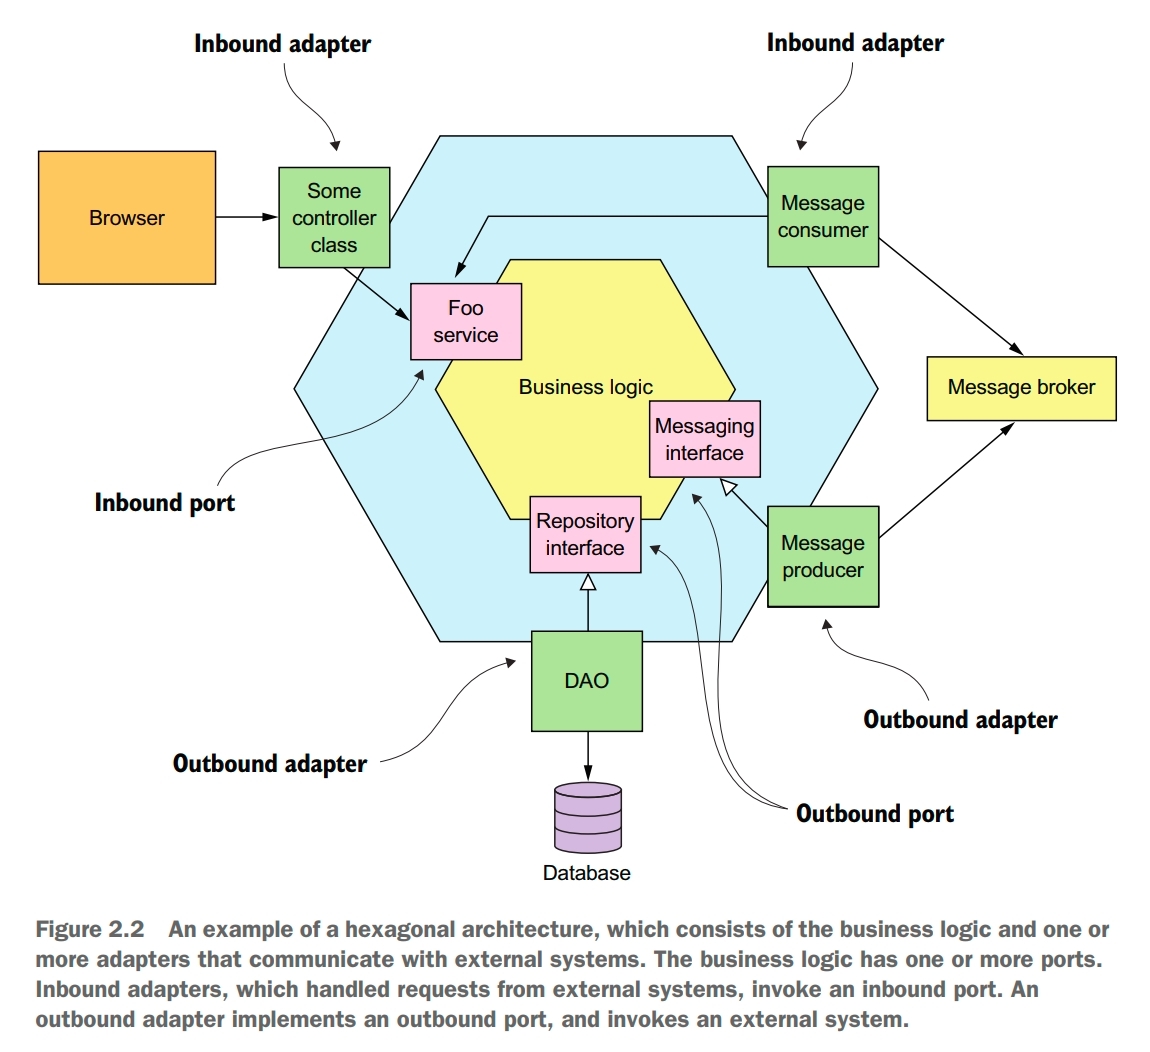 Inbound adapter
Inbound adapter
Browser
Some
controller
class
Message
consumer
Foo
service
Business logic
Message broker
Messaging
interface
Inbound port
Repository
interface
Message
producer
DAO
Outbound adapter
Outbound adapter
Outbound port
Database
Figure 2.2 An example of a hexagonal architecture, which consists of the business logic and one or
more adapters that communicate with external systems. The business logic has one or more ports.
Inbound adapters, which handled requests from external systems, invoke an inbound port. An
outbound adapter implements an outbound port, and invokes an external system.